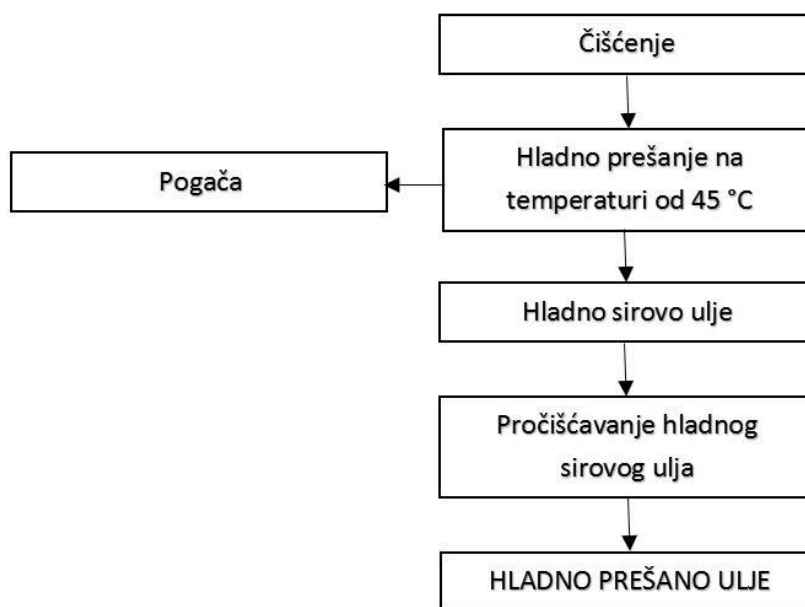 Čišćenje
Pogača
Hladno prešanje na
temperaturi od 45 °C
Hladno sirovo ulje
Pročišćavanje hladnog
sirovog ulja
HLADNO PREŠANO ULJE